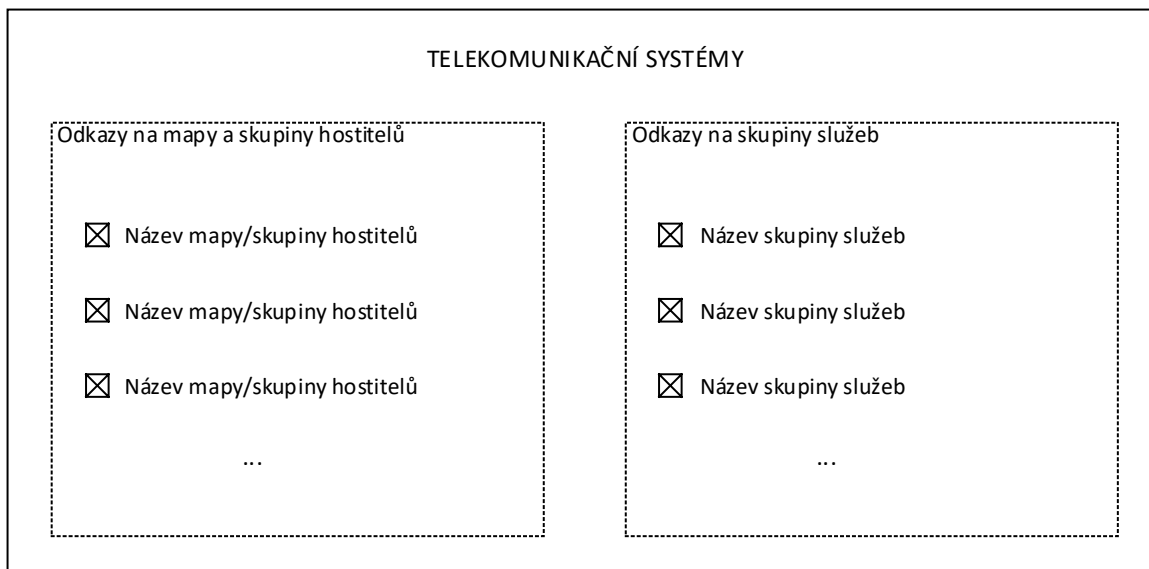 TELEKOMUNIKAČNÍ SYSTÉMY
Odkazy na mapy a skupiny hostitelů
Název mapy/skupiny hostitelů
Název mapy/skupiny hostitelů
Název mapy/skupiny hostitelů
...
Odkazy na skupiny služeb
Název skupiny služeb
Název skupiny služeb
Název skupiny služeb
...